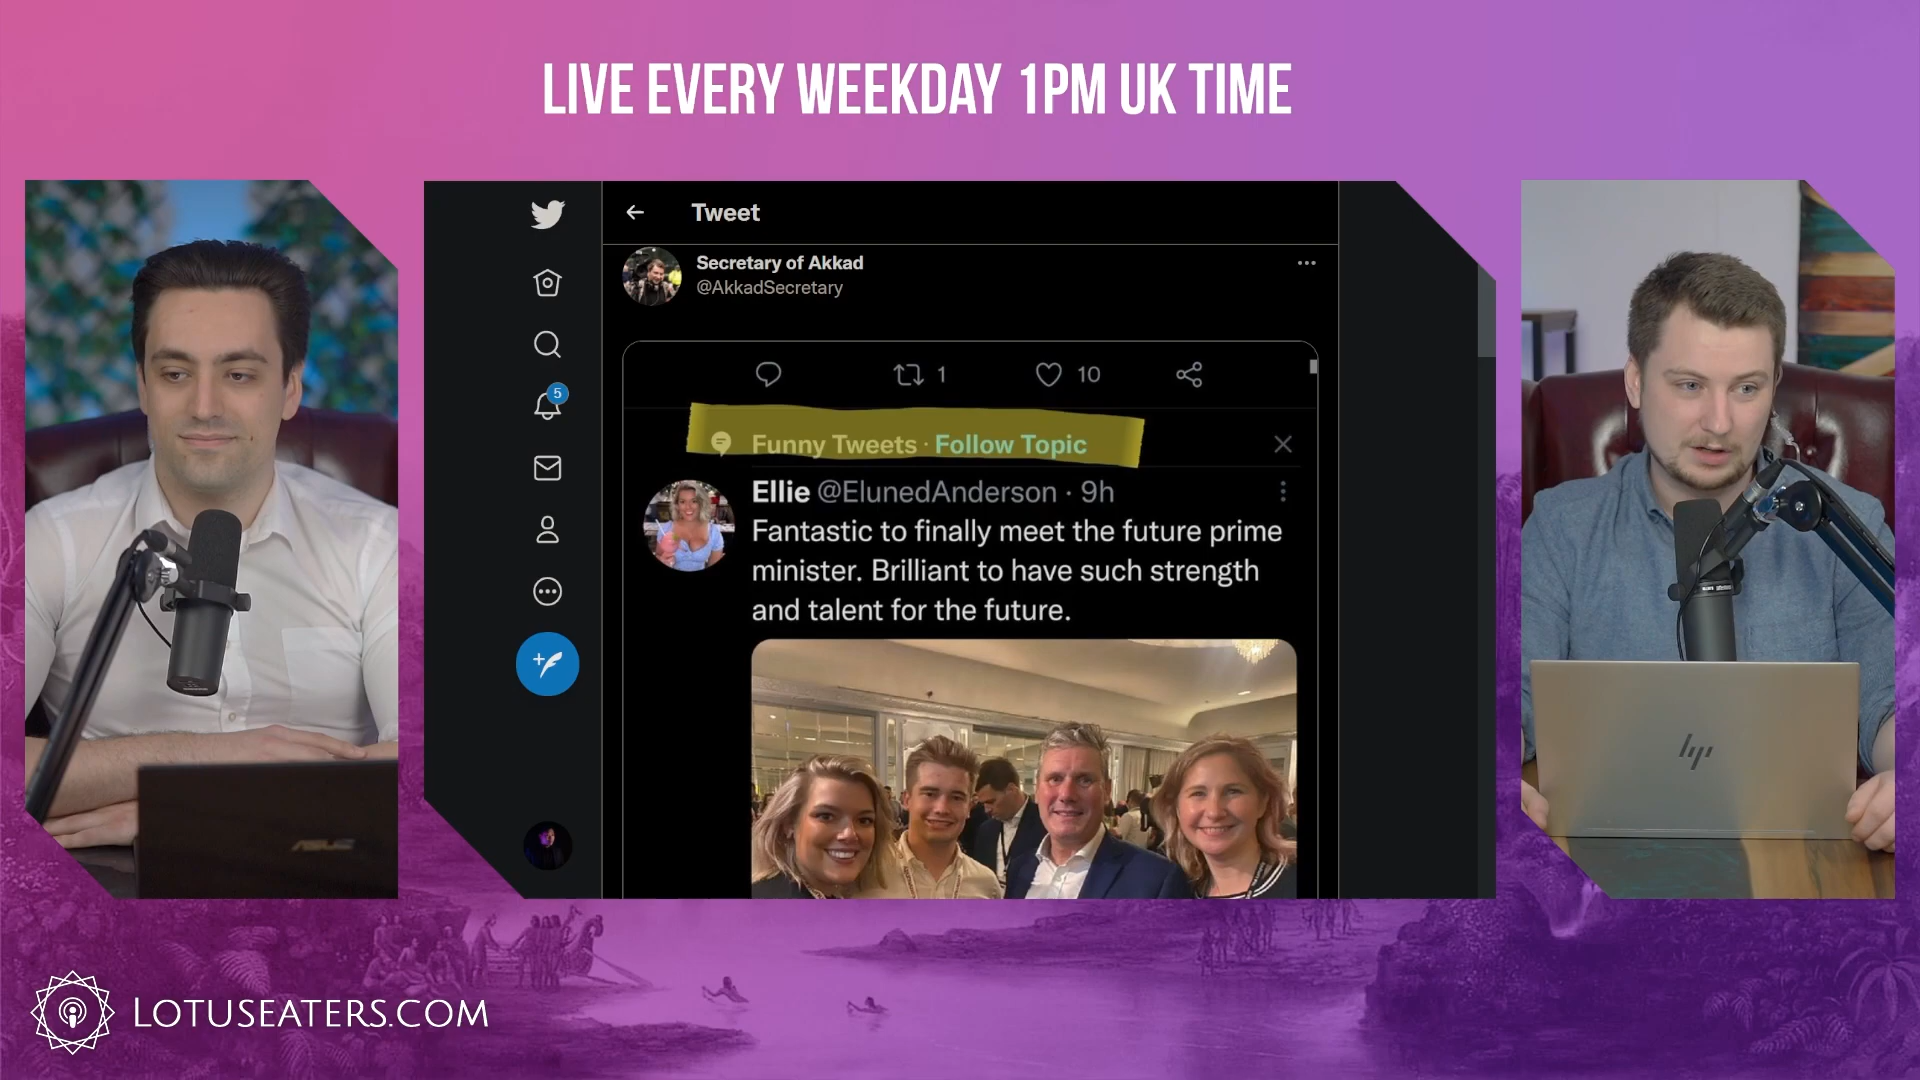 LIVE EVERY WEEKDAY 1PM UK TIME
Tweet
Secretary of Akkad
@AkkadSecretary
5
1
10
Funny Tweets · Follow Topic
Ellie @ElunedAnderson · 9h
Fantastic to finally meet the future prime
minister. Brilliant to have such strength
and talent for the future.
ASUS
hp
LOTUSEATERS.COM